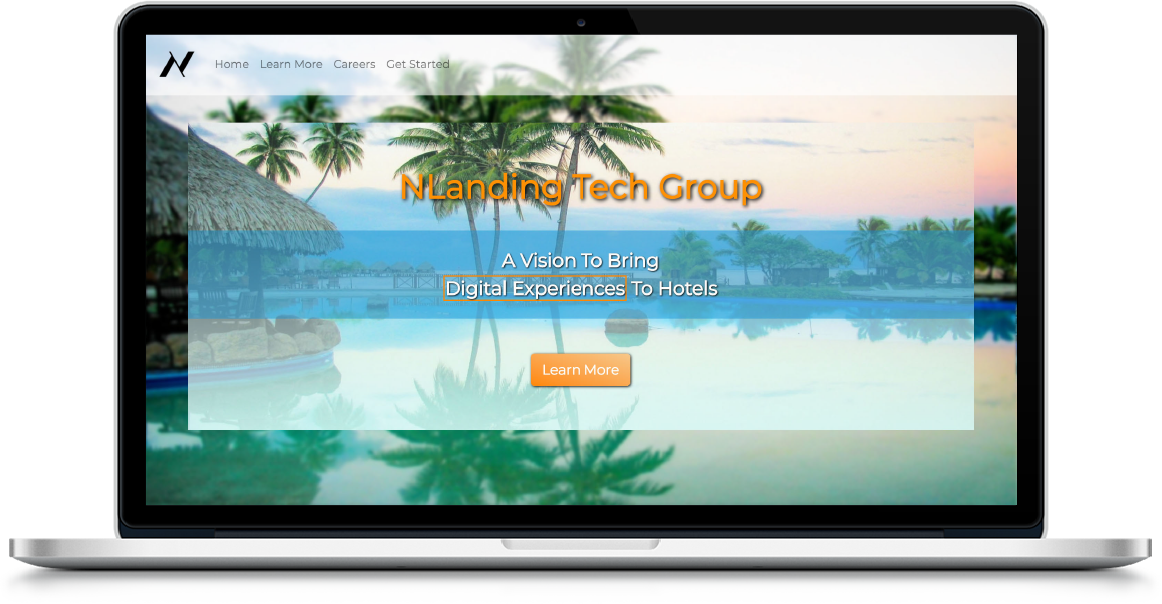 N
Home Learn More Careers Get Started
NLanding Tech Group
A Vision To Bring
Digital Experiences To Hotels
Learn More